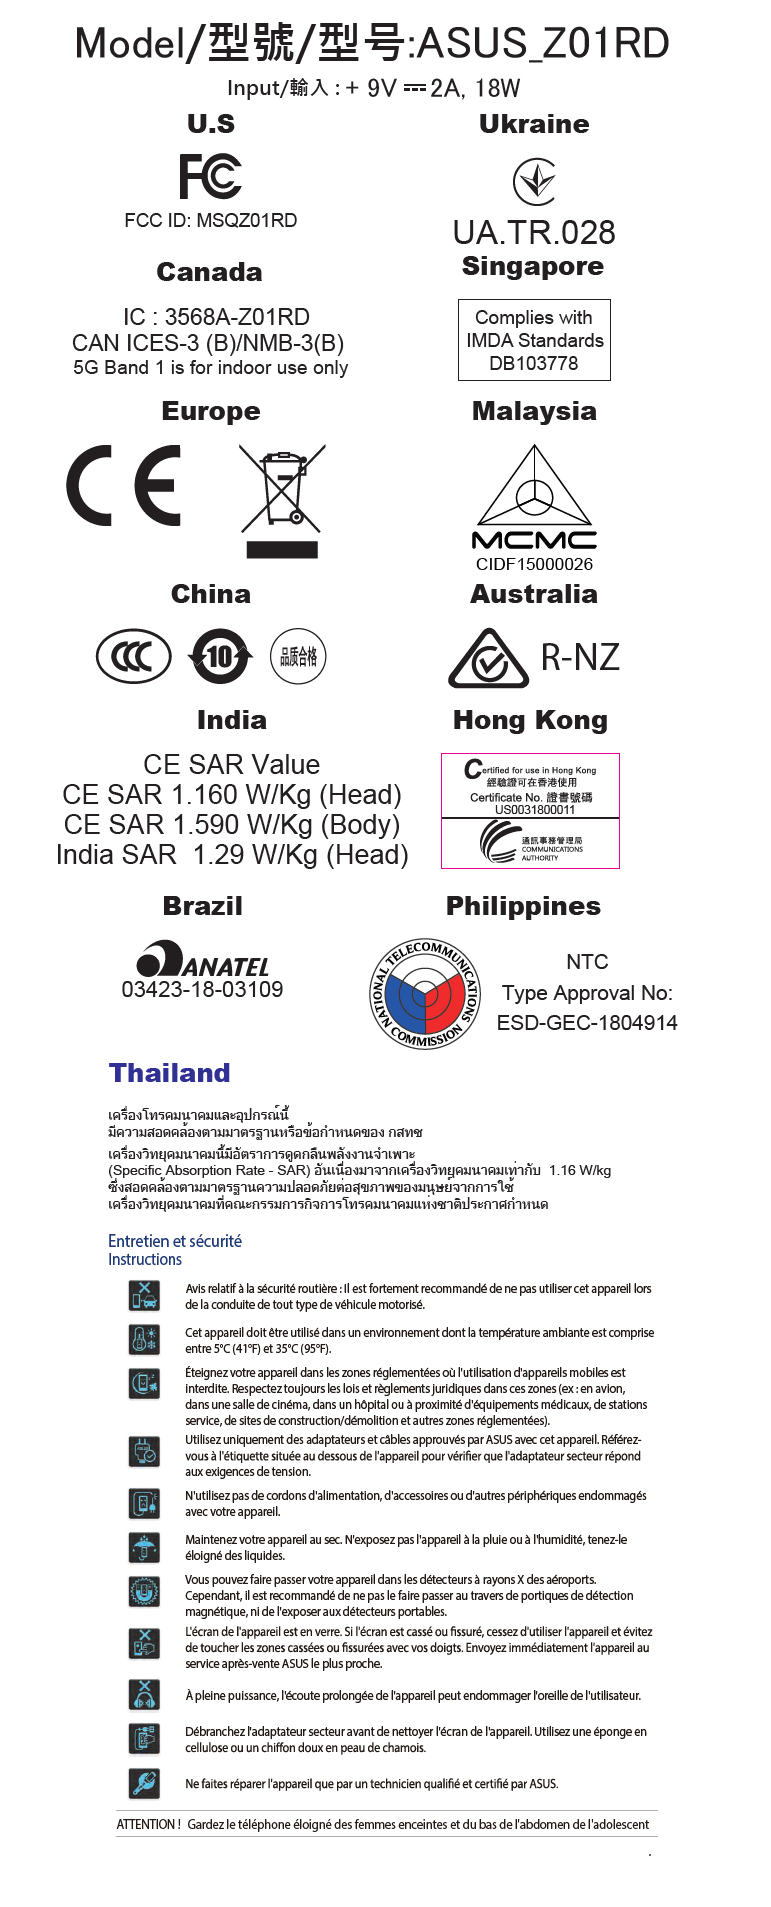 Model/型號/型号:ASUS_Z01RD
Input/輸入 : + 9V ⎓ 2A, 18W
U.S
FC
FCC ID: MSQZ01RD
Ukraine
UA.TR.028
Canada
IC : 3568A-Z01RD
CAN ICES-3 (B)/NMB-3(B)
5G Band 1 is for indoor use only
Singapore
Complies with
IMDA Standards
DB103778
Europe
CE
Malaysia
MCMC
CIDF15000026
China
CCC
10
品质合格
Australia
R-NZ
India
CE SAR Value
CE SAR 1.160 W/Kg (Head)
CE SAR 1.590 W/Kg (Body)
India SAR 1.29 W/Kg (Head)
Hong Kong
Certified for use in Hong Kong
經驗證可在香港使用
Certificate No. 證書號碼
US0031800011
通訊事務管理局
COMMUNICATIONS
AUTHORITY
Brazil
ANATEL
03423-18-03109
Philippines
NATIONAL TELECOMMUNICATIONS COMMISSION
NTC
Type Approval No:
ESD-GEC-1804914
Thailand
เครื่องโทรคมนาคมและอุปกรณ์นี้
มีความสอดคล้องตามมาตรฐานหรือข้อกำหนดของ กสทช
เครื่องวิทยุคมนาคมนี้มีอัตราการดูดกลืนพลังงานจำเพาะ
(Specific Absorption Rate - SAR) อันเนื่องมาจากเครื่องวิทยุคมนาคมเท่ากับ 1.16 W/kg
ซึ่งสอดคล้องตามมาตรฐานความปลอดภัยต่อสุขภาพของมนุษย์จากการใช้
เครื่องวิทยุคมนาคมที่คณะกรรมการกิจการโทรคมนาคมแห่งชาติประกาศกำหนด
Entretien et sécurité
Instructions
Avis relatif à la sécurité routière : Il est fortement recommandé de ne pas utiliser cet appareil lors
de la conduite de tout type de véhicule motorisé.
Cet appareil doit être utilisé dans un environnement dont la température ambiante est comprise
entre 5°C (41°F) et 35°C (95°F).
Éteignez votre appareil dans les zones réglementées où l'utilisation d'appareils mobiles est
interdite. Respectez toujours les lois et règlements juridiques dans ces zones (ex : en avion,
dans une salle de cinéma, dans un hôpital ou à proximité d'équipements médicaux, de stations
service, de sites de construction/démolition et autres zones réglementées).
Utilisez uniquement des adaptateurs et câbles approuvés par ASUS avec cet appareil. Référez-
vous à l'étiquette située au dessous de l'appareil pour vérifier que l'adaptateur secteur répond
aux exigences de tension.
N'utilisez pas de cordons d'alimentation, d'accessoires ou d'autres périphériques endommagés
avec votre appareil.
Maintenez votre appareil au sec. N'exposez pas l'appareil à la pluie ou à l'humidité, tenez-le
éloigné des liquides.
Vous pouvez faire passer votre appareil dans les détecteurs à rayons X des aéroports.
Cependant, il est recommandé de ne pas le faire passer au travers de portiques de détection
magnétique, ni de l'exposer aux détecteurs portables.
L'écran de l'appareil est en verre. Si l'écran est cassé ou fissuré, cessez d'utiliser l'appareil et évitez
de toucher les zones cassées ou fissurées avec vos doigts. Envoyez immédiatement l'appareil au
service après-vente ASUS le plus proche.
À pleine puissance, l'écoute prolongée de l'appareil peut endommager l'oreille de l'utilisateur.
Débranchez l'adaptateur secteur avant de nettoyer l'écran de l'appareil. Utilisez une éponge en
cellulose ou un chiffon doux en peau de chamois.
Ne faites réparer l'appareil que par un technicien qualifié et certifié par ASUS.
ATTENTION ! Gardez le téléphone éloigné des femmes enceintes et du bas de l'abdomen de l'adolescent
.